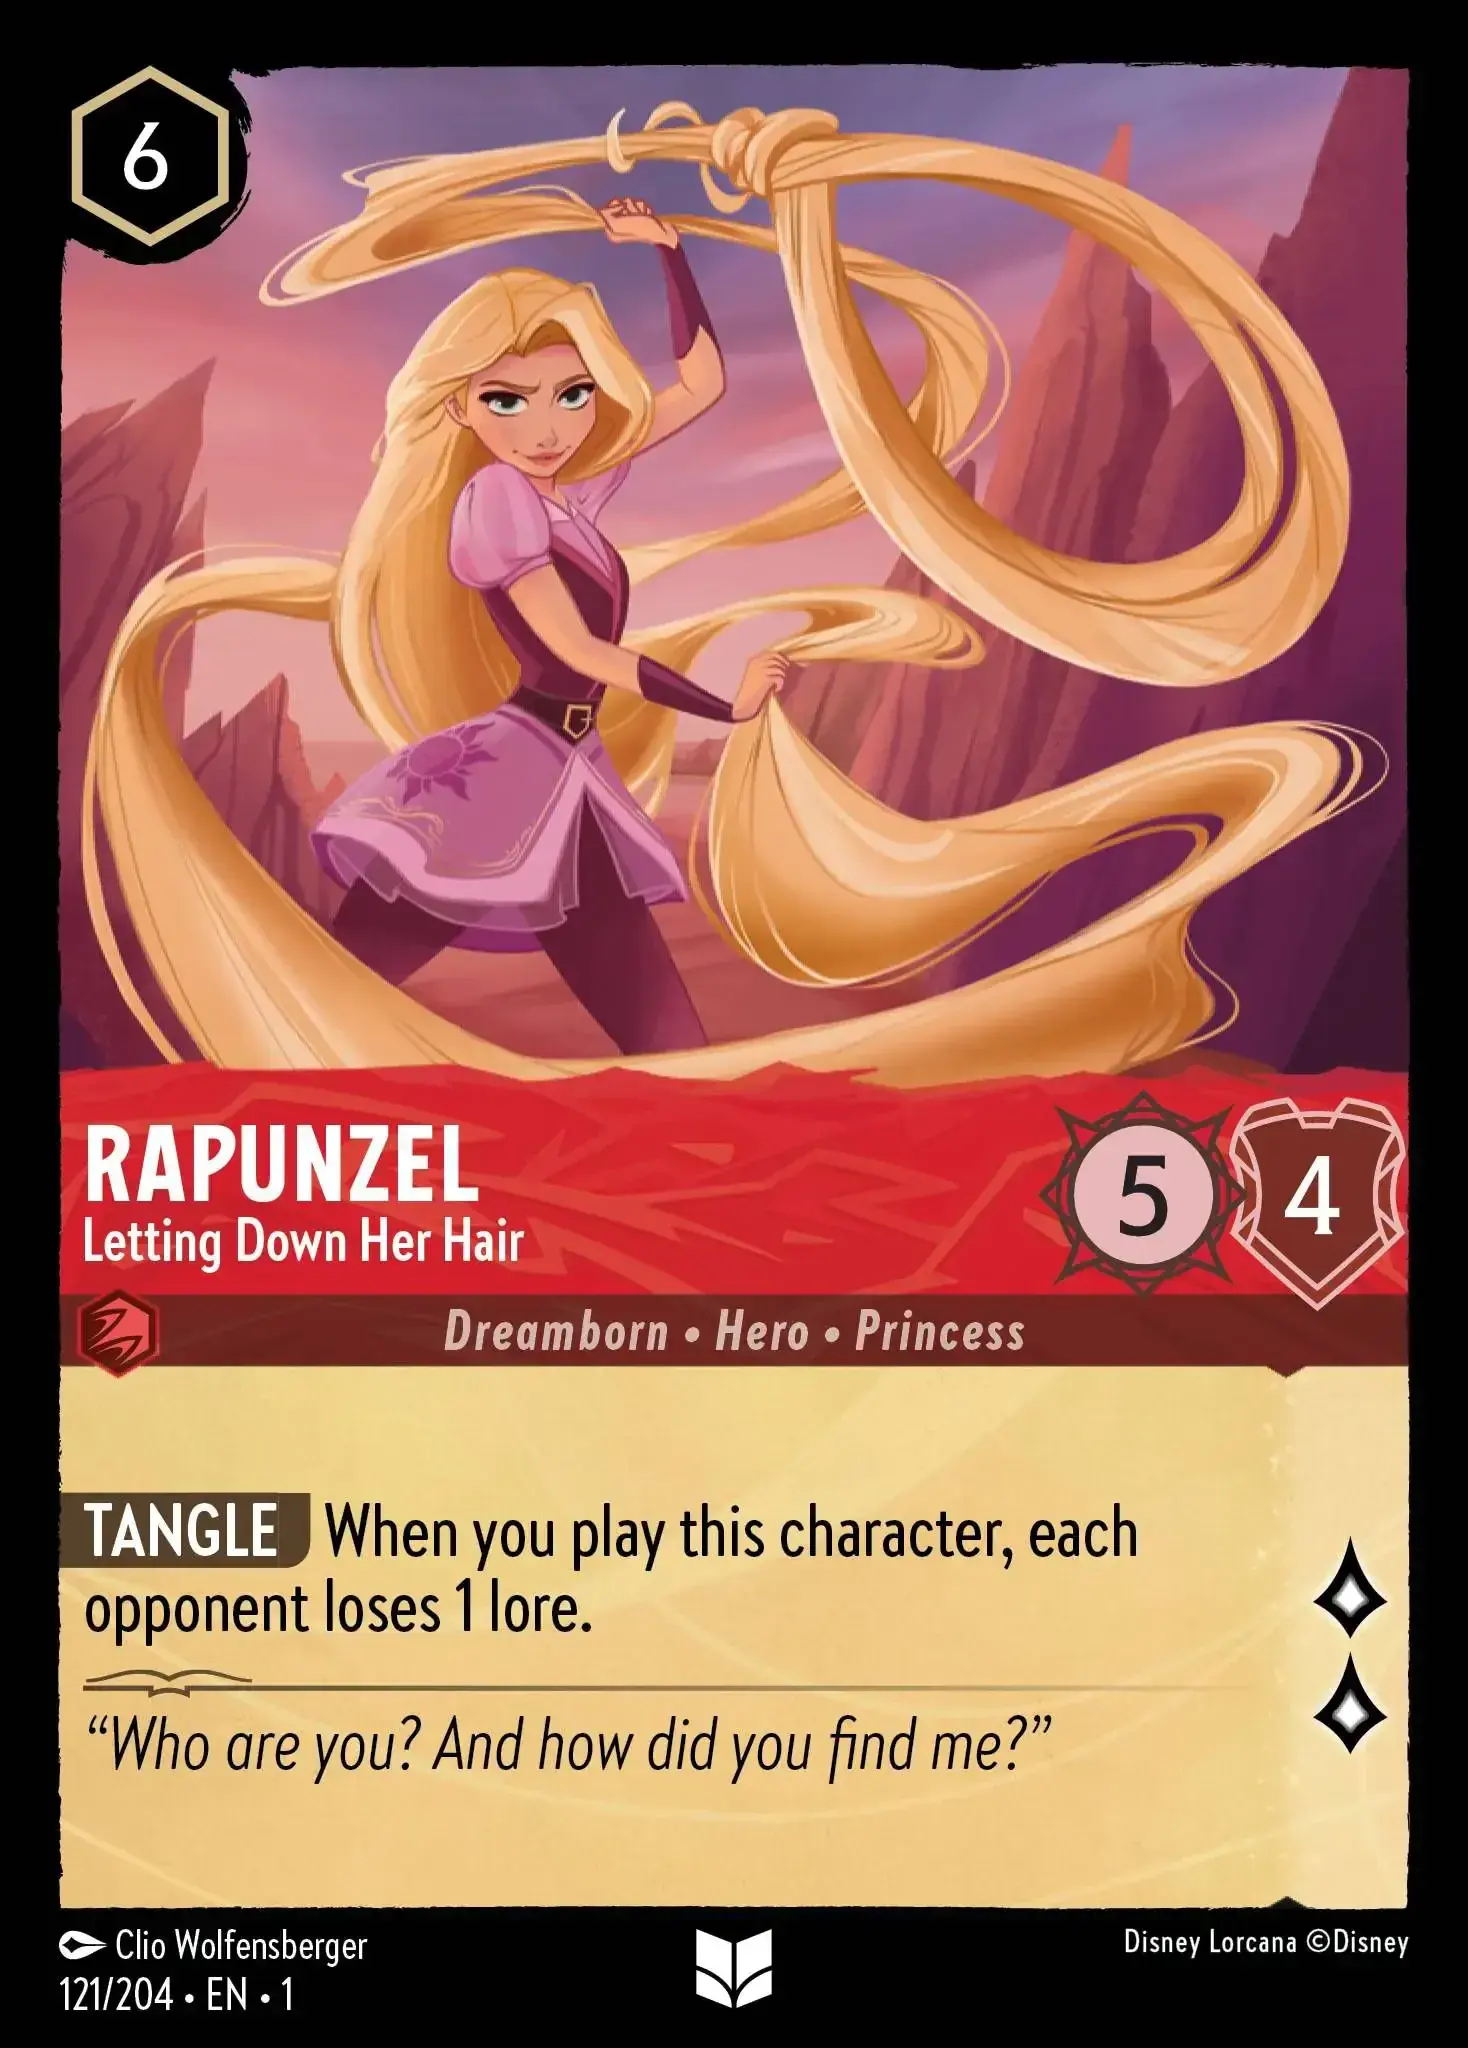 6
RAPUNZEL
Letting Down Her Hair
5
4
Dreamborn • Hero • Princess
TANGLE When you play this character, each
opponent loses 1 lore.
“Who are you? And how did you find me?”
Clio Wolfensberger
121/204 • EN • 1
Disney Lorcana ©Disney